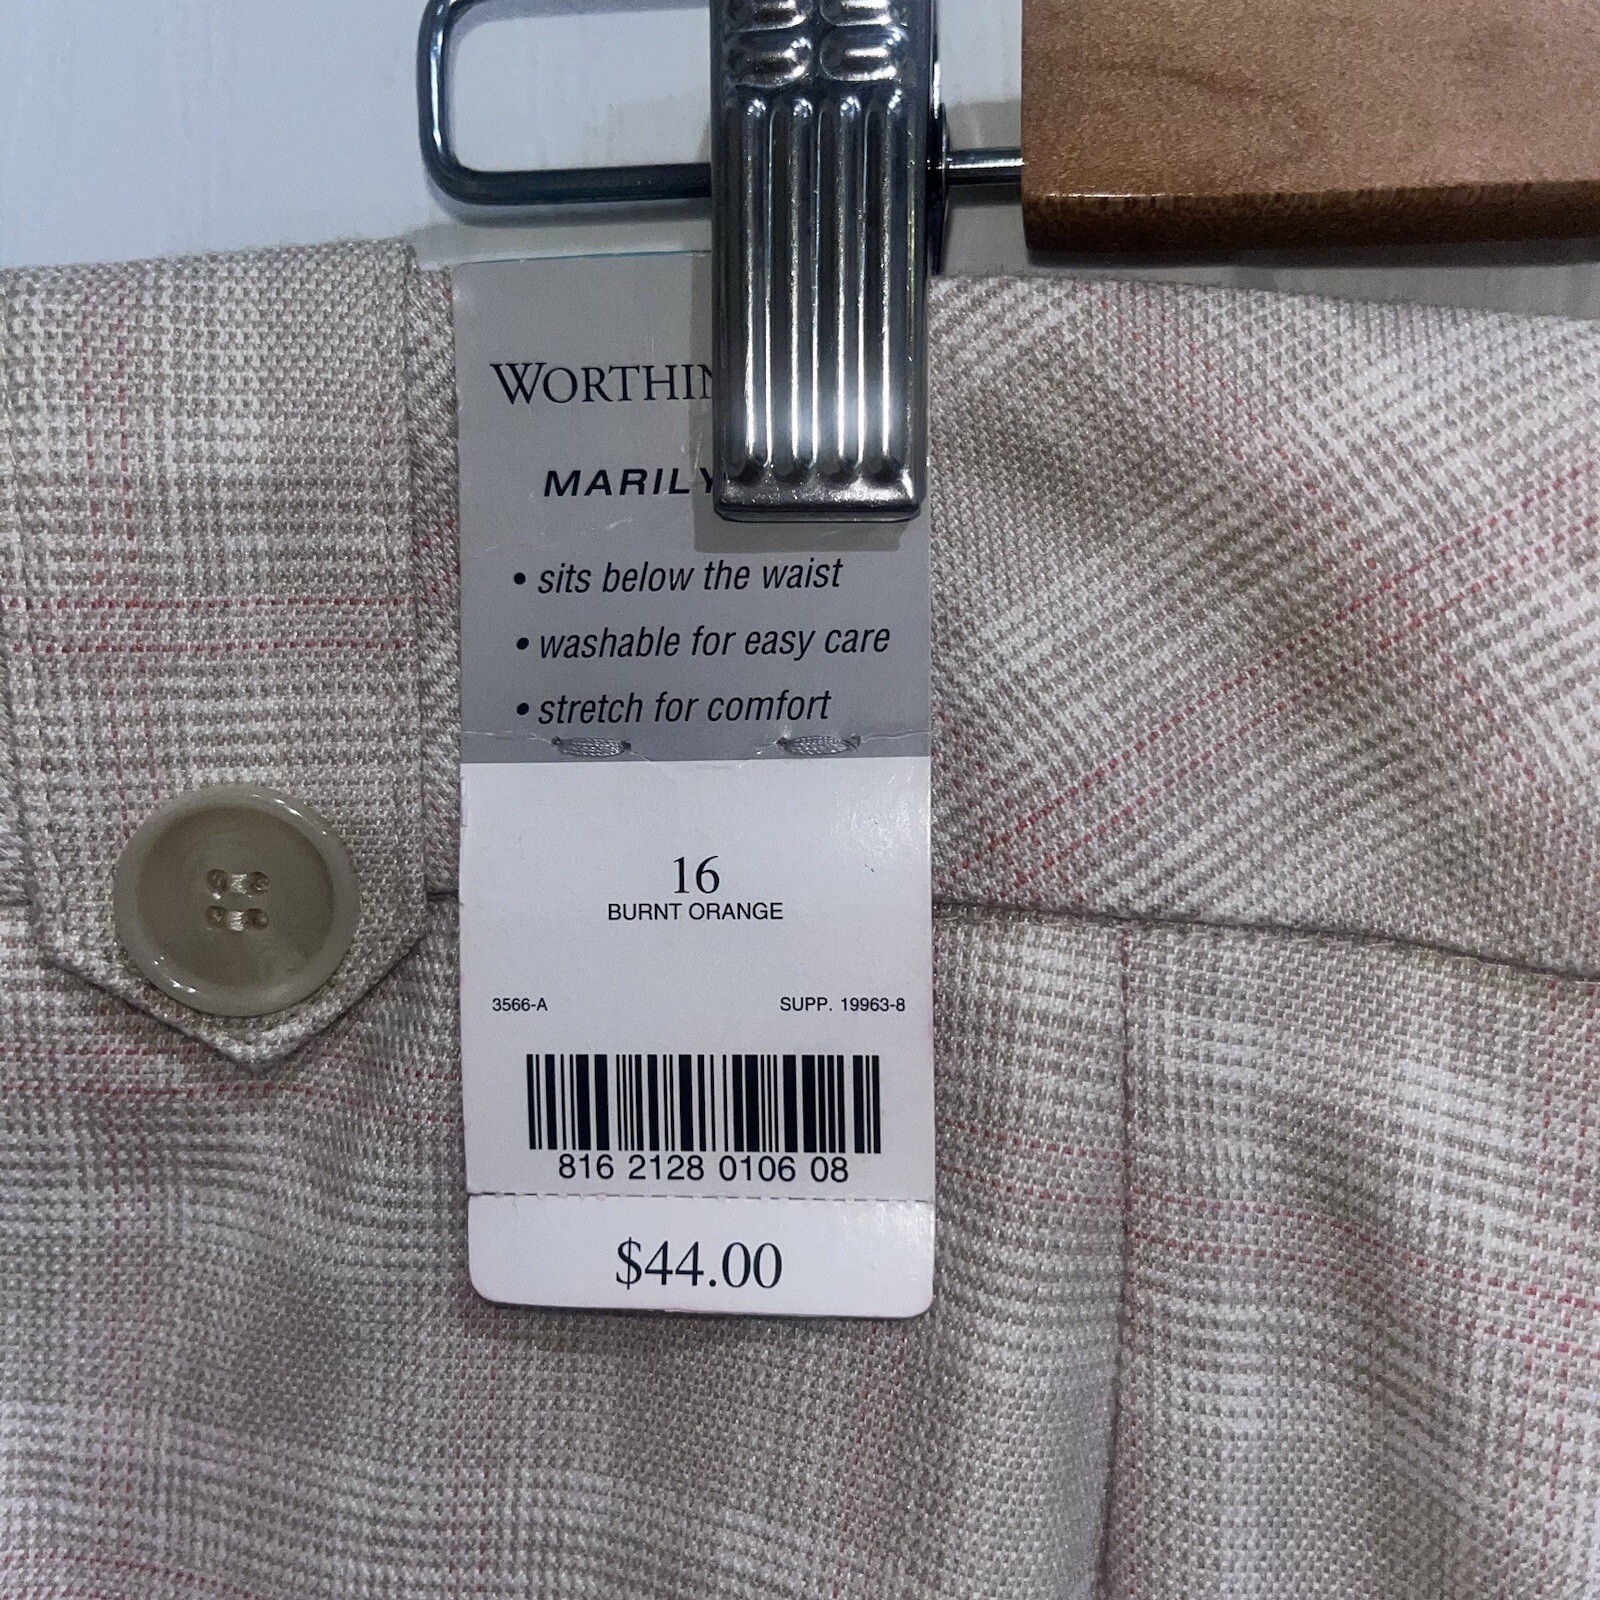 WORTHIN
MARILY
• sits below the waist
• washable for easy care
• stretch for comfort
16
BURNT ORANGE
3566-A SUPP. 19963-8
816 2128 0106 08
$44.00